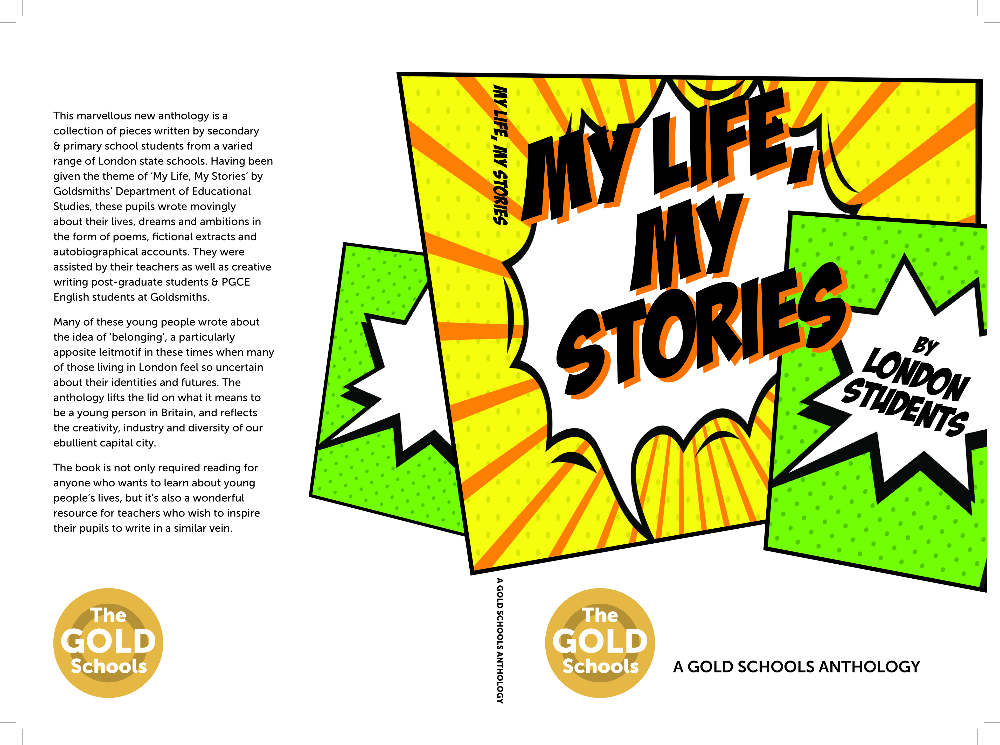 This marvellous new anthology is a
collection of pieces written by secondary
& primary school students from a varied
range of London state schools. Having been
given the theme of ‘My Life, My Stories’ by
Goldsmiths’ Department of Educational
Studies, these pupils wrote movingly
about their lives, dreams and ambitions in
the form of poems, fictional extracts and
autobiographical accounts. They were
assisted by their teachers as well as creative
writing post-graduate students & PGCE
English students at Goldsmiths.
Many of these young people wrote about
the idea of ‘belonging’, a particularly
apposite leitmotif in these times when many
of those living in London feel so uncertain
about their identities and futures. The
anthology lifts the lid on what it means to
be a young person in Britain, and reflects
the creativity, industry and diversity of our
ebullient capital city.
The book is not only required reading for
anyone who wants to learn about young
people’s lives, but it’s also a wonderful
resource for teachers who wish to inspire
their pupils to write in a similar vein.
The
GOLD
Schools
MY LIFE, MY STORIES
A GOLD SCHOOLS ANTHOLOGY
MY LIFE,
MY
STORIES
BY
LONDON
STUDENTS
The
GOLD
Schools
A GOLD SCHOOLS ANTHOLOGY